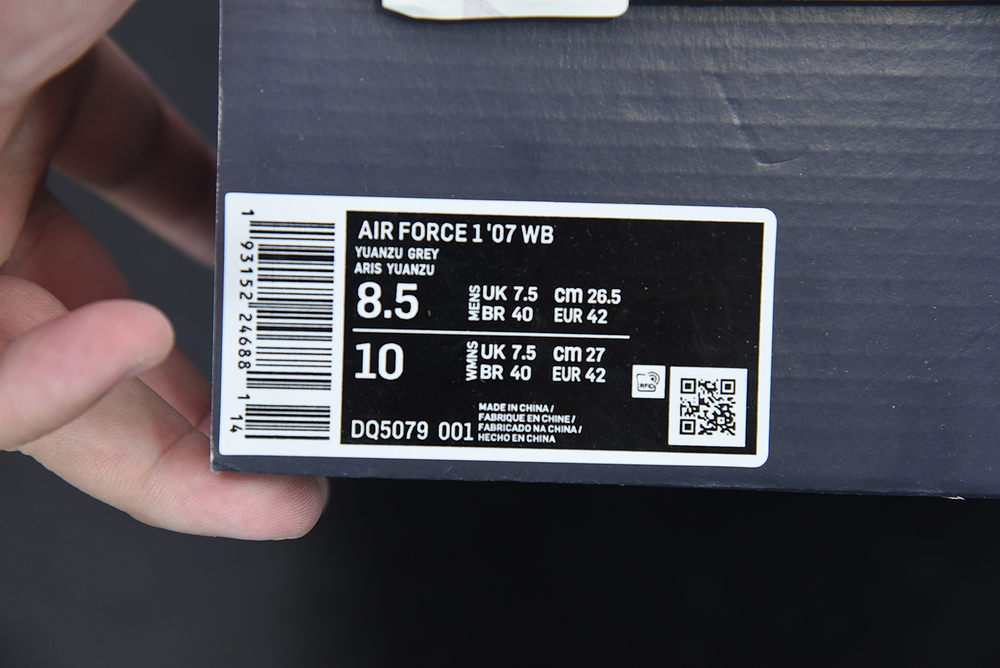 1
93152
24688
1
14
AIR FORCE 1 '07 WB
YUANZU GREY
ARIS YUANZU
8.5
MENS
UK 7.5 cm 26.5
BR 40 EUR 42
10
WMNS
UK 7.5 cm 27
BR 40 EUR 42
RFID
DQ5079 001
MADE IN CHINA /
FABRIQUE EN CHINE /
FABRICADO NA CHINA /
HECHO EN CHINA